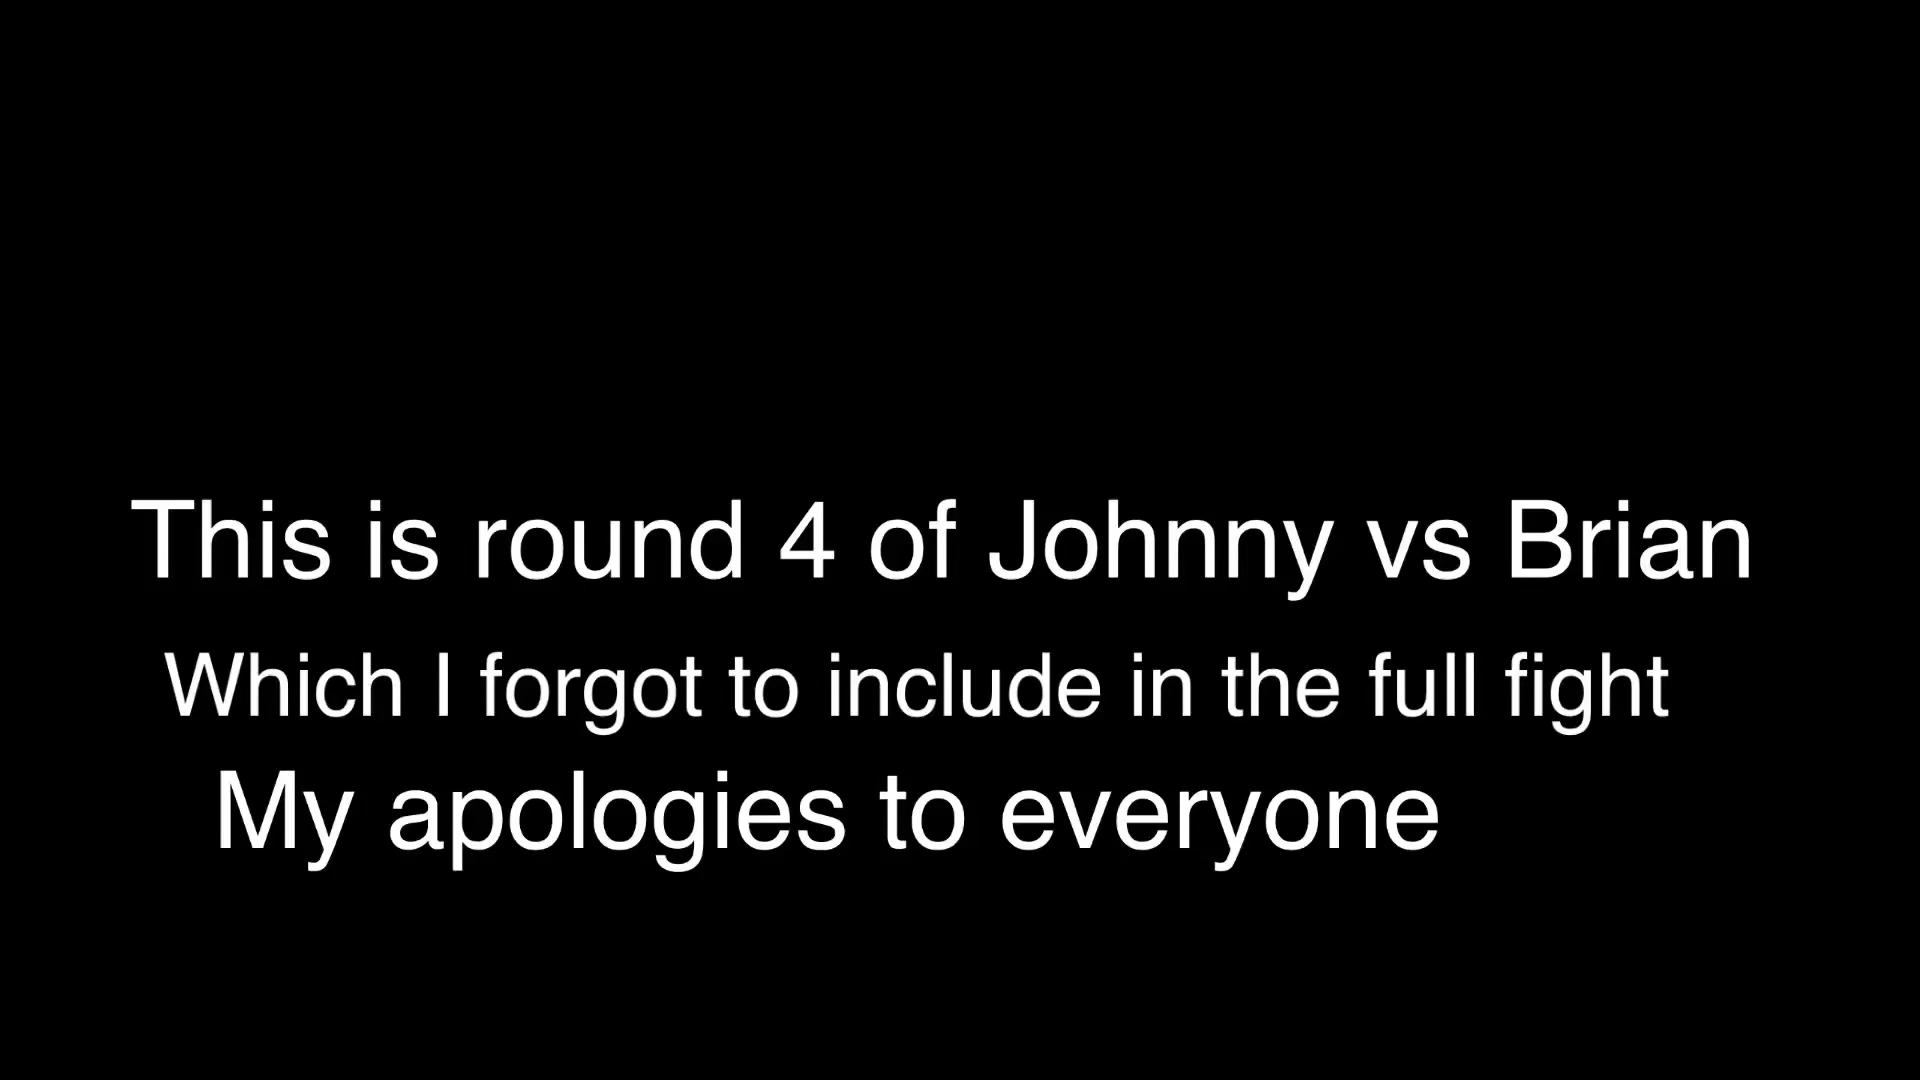 This is round 4 of Johnny vs Brian
Which I forgot to include in the full fight
My apologies to everyone